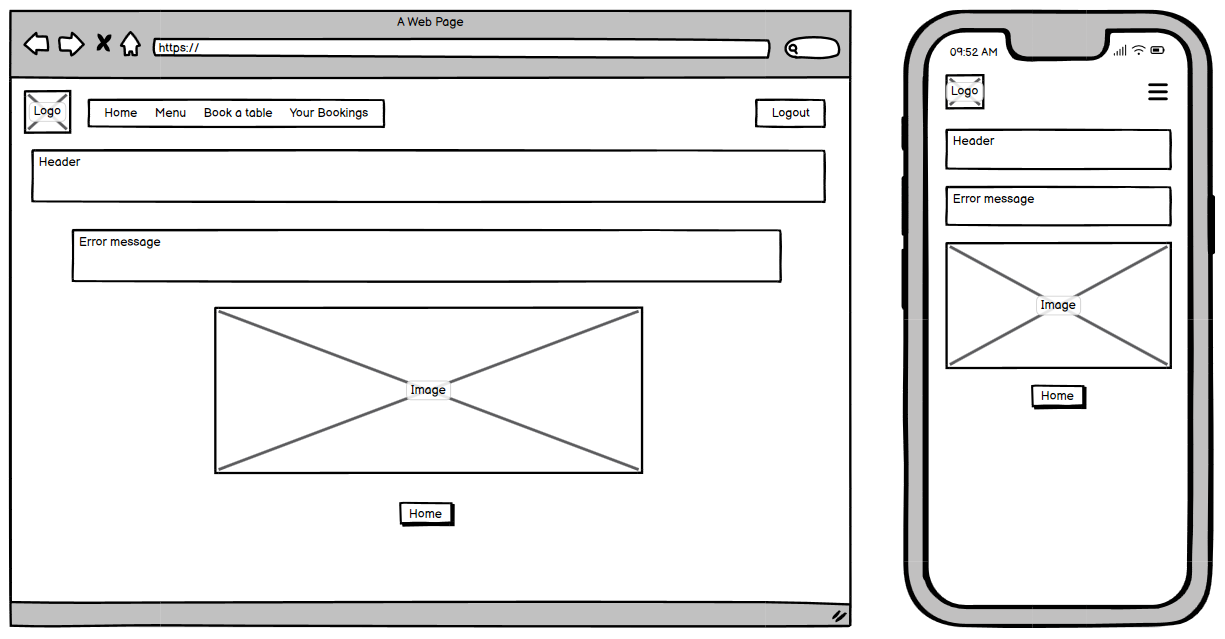 A Web Page
https://
Logo
Home Menu Book a table Your Bookings
Logout
Header
Error message
Image
Home
09:52 AM
Logo
Header
Error message
Image
Home